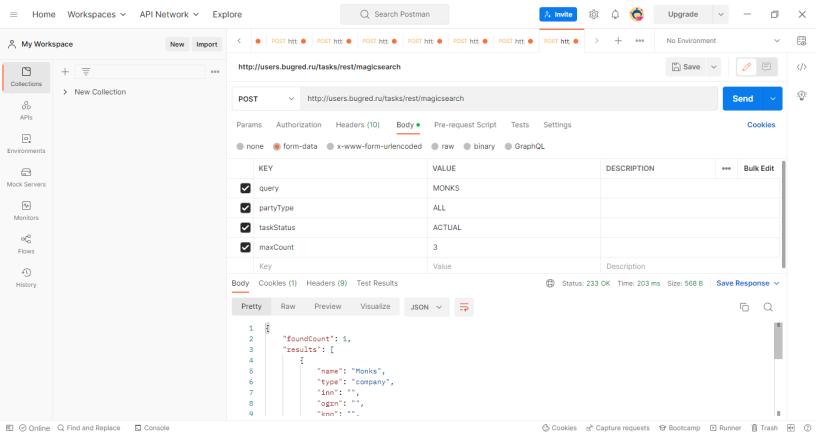 Home Workspaces API Network Explore Search Postman Invite Upgrade
My Workspace New Import POST htt POST htt POST htt POST htt POST htt POST htt POST htt No Environment
http://users.bugred.ru/tasks/rest/magicsearch Save
Collections
New Collection
POST http://users.bugred.ru/tasks/rest/magicsearch Send
APIs
Params Authorization Headers (10) Body Pre-request Script Tests Settings Cookies
Environments
none form-data x-www-form-urlencoded raw binary GraphQL
KEY VALUE DESCRIPTION Bulk Edit
Mock Servers
query MONKS
partyType ALL
Monitors
taskStatus ACTUAL
Flows
maxCount 3
Key Value Description
History
Body Cookies (1) Headers (9) Test Results Status: 233 OK Time: 203 ms Size: 568 B Save Response
Pretty Raw Preview Visualize JSON
1 {
2 "foundCount": 1,
3 "results": [
4 {
5 "name": "Monks",
6 "type": "company",
7 "inn": "",
8 "ogrn": "",
9 "kpp": "",
Online Find and Replace Console Cookies Capture requests Bootcamp Runner Trash